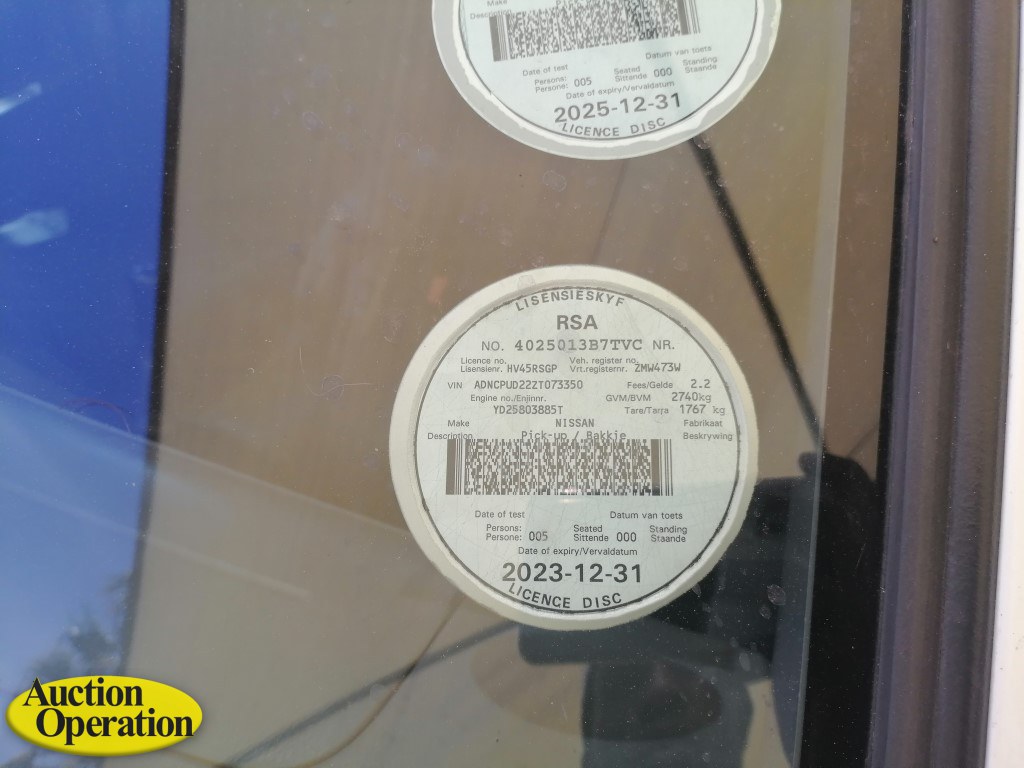 Make
Description
Date of test Datum van toets
Persons: Seated Standing
Persone: 005 Sittende 000 Staande
Date of expiry/Vervaldatum
2025-12-31
LICENCE DISC
LISENSIESKYF
RSA
NO. 4025013B7TVC NR.
Licence no. Veh. register no.
Lisensienr. HV45RSGP Vrt.registernr. ZMW473W
VIN ADNCPUD22ZT073350 Fees/Gelde 2.2
Engine no./Enjinnr. GVM/BVM 2740kg
YD25803885T Tare/Tarra 1767 kg
Make NISSAN Fabrikaat
Description Pick-up / Bakkie Beskrywing
Date of test Datum van toets
Persons: Seated Standing
Persone: 005 Sittende 000 Staande
Date of expiry/Vervaldatum
2023-12-31
LICENCE DISC
Auction
Operation